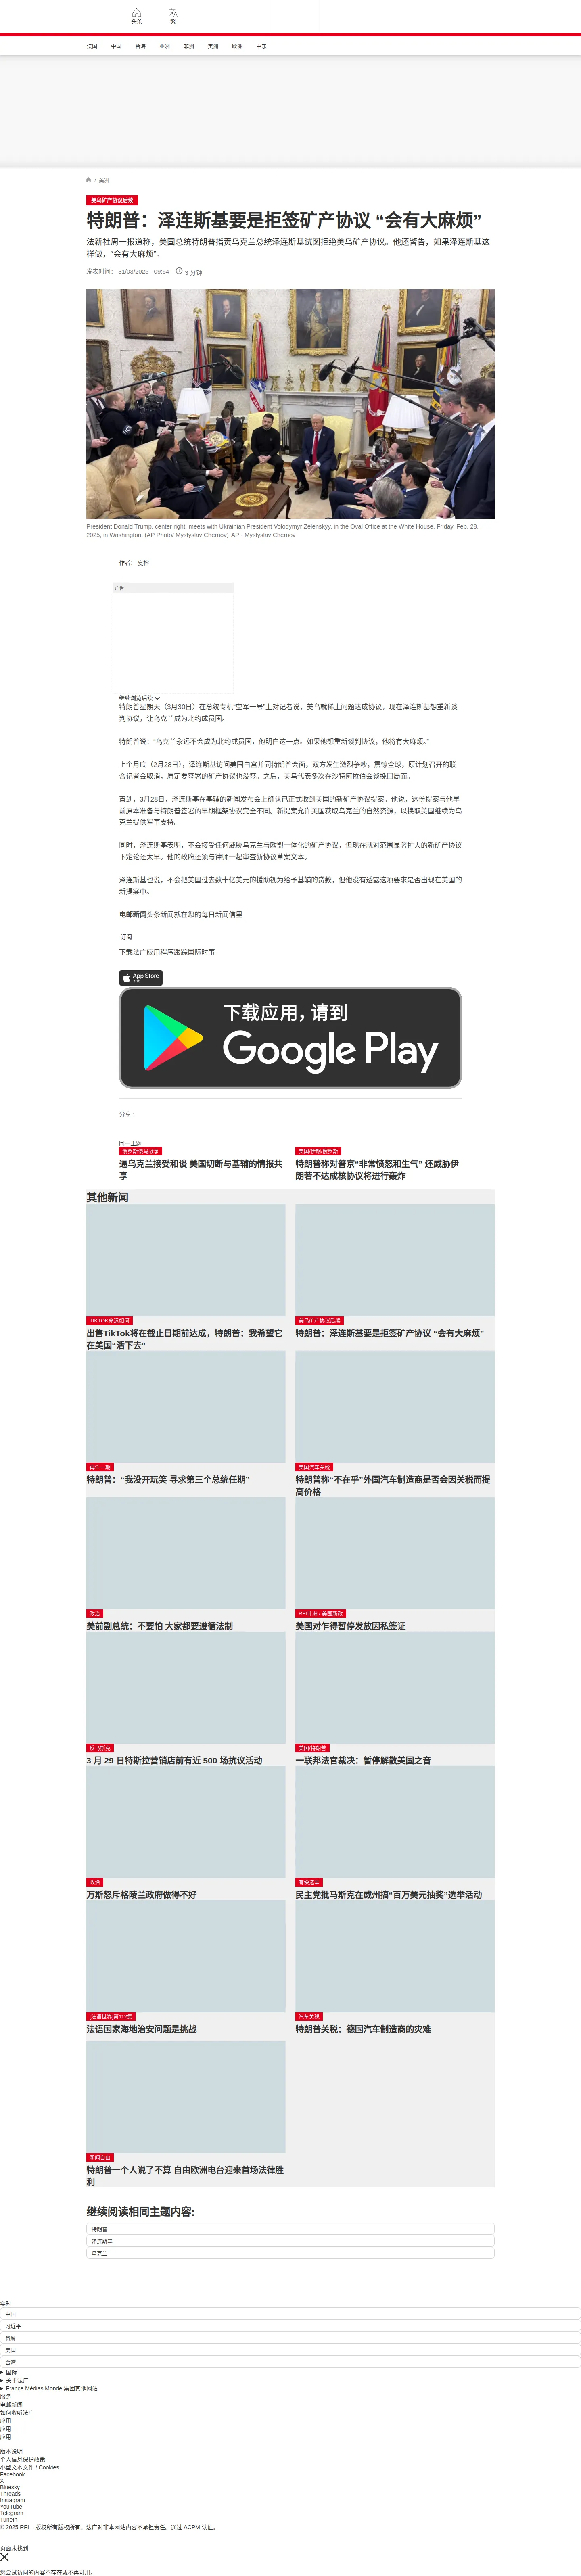 头条
繁
法国
中国
台海
亚洲
非洲
美洲
欧洲
中东
/ 美洲
美乌矿产协议后续
特朗普：泽连斯基要是拒签矿产协议 “会有大麻烦”
法新社周一报道称，美国总统特朗普指责乌克兰总统泽连斯基试图拒绝美乌矿产协议。他还警告，如果泽连斯基这
样做，“会有大麻烦”。
发表时间： 31/03/2025 - 09:54 3 分钟
President Donald Trump, center right, meets with Ukrainian President Volodymyr Zelenskyy, in the Oval Office at the White House, Friday, Feb. 28,
2025, in Washington. (AP Photo/ Mystyslav Chernov) AP - Mystyslav Chernov
作者： 夏榕
广告
继续浏览后续
特朗普星期天（3月30日）在总统专机“空军一号”上对记者说，美乌就稀土问题达成协议，现在泽连斯基想重新谈
判协议，让乌克兰成为北约成员国。
特朗普说：“乌克兰永远不会成为北约成员国，他明白这一点。如果他想重新谈判协议，他将有大麻烦。”
上个月底（2月28日），泽连斯基访问美国白宫并同特朗普会面，双方发生激烈争吵，震惊全球，原计划召开的联
合记者会取消，原定要签署的矿产协议也没签。之后，美乌代表多次在沙特阿拉伯会谈挽回局面。
直到，3月28日，泽连斯基在基辅的新闻发布会上确认已正式收到美国的新矿产协议提案。他说，这份提案与他早
前原本准备与特朗普签署的早期框架协议完全不同。新提案允许美国获取乌克兰的自然资源，以换取美国继续为乌
克兰提供军事支持。
同时，泽连斯基表明，不会接受任何威胁乌克兰与欧盟一体化的矿产协议，但现在就对范围显著扩大的新矿产协议
下定论还太早。他的政府还须与律师一起审查新协议草案文本。
泽连斯基也说，不会把美国过去数十亿美元的援助视为给予基辅的贷款，但他没有透露这项要求是否出现在美国的
新提案中。
电邮新闻头条新闻就在您的每日新闻信里
订阅
下载法广应用程序跟踪国际时事
App Store
下载
下载应用，请到
Google Play
分享 :
同一主题
俄罗斯侵乌战争
逼乌克兰接受和谈 美国切断与基辅的情报共
享
美国/伊朗/俄罗斯
特朗普称对普京“非常愤怒和生气” 还威胁伊
朗若不达成核协议将进行轰炸
其他新闻
TIKTOK命运如何
出售TikTok将在截止日期前达成，特朗普：我希望它
在美国“活下去”
美乌矿产协议后续
特朗普：泽连斯基要是拒签矿产协议 “会有大麻烦”
再任一朗
特朗普：“我没开玩笑 寻求第三个总统任期”
美国汽车关税
特朗普称“不在乎”外国汽车制造商是否会因关税而提
高价格
政治
美前副总统：不要怕 大家都要遵循法制
RFI非洲 / 美国新政
美国对乍得暂停发放因私签证
反马斯克
3 月 29 日特斯拉营销店前有近 500 场抗议活动
美国/特朗普
一联邦法官裁决：暂停解散美国之音
政治
万斯怒斥格陵兰政府做得不好
有偿选举
民主党批马斯克在威州搞“百万美元抽奖”选举活动
[法语世界]第112集
法语国家海地治安问题是挑战
汽车关税
特朗普关税：德国汽车制造商的灾难
新闻自由
特朗普一个人说了不算 自由欧洲电台迎来首场法律胜
利
继续阅读相同主题内容:
特朗普
泽连斯基
乌克兰
实时
中国
习近平
贪腐
美国
台湾
国际
关于法广
France Médias Monde 集团其他网站
服务
电邮新闻
如何收听法广
应用
应用
应用
版本说明
个人信息保护政策
小型文本文件 / Cookies
Facebook
X
Bluesky
Threads
Instagram
YouTube
Telegram
TuneIn
© 2025 RFI – 版权所有版权所有。法广对非本网站内容不承担责任。通过 ACPM 认证。
页面未找到
您尝试访问的内容不存在或不再可用。